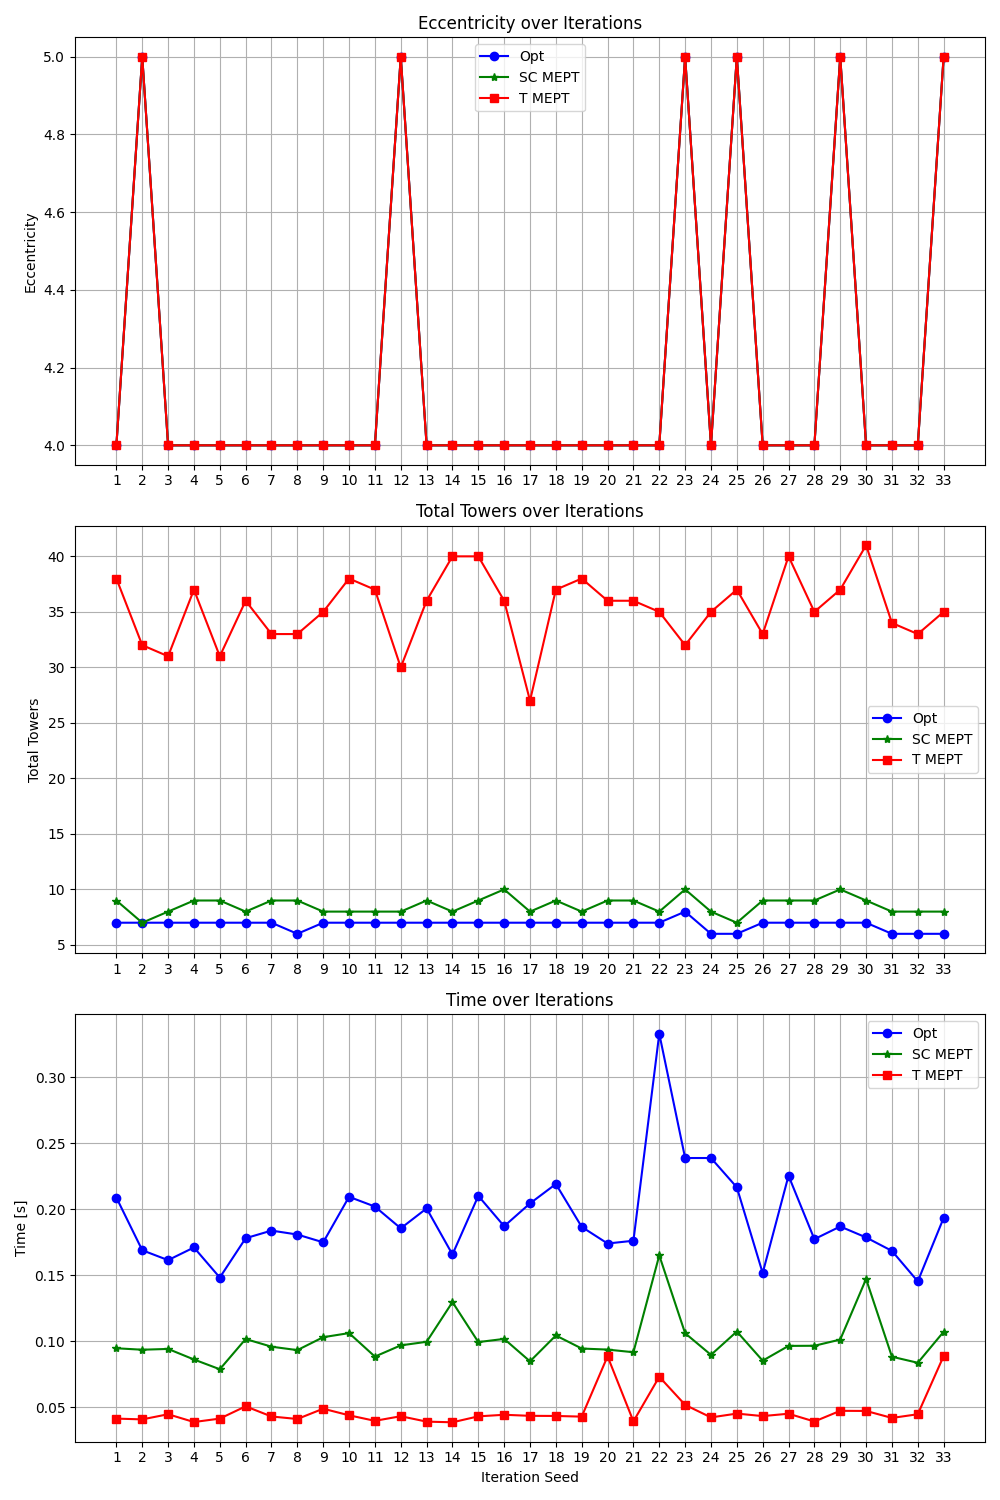 Eccentricity over Iterations
Opt
SC MEPT
T MEPT
5.0
4.8
4.6
4.4
4.2
4.0
Eccentricity
1 2 3 4 5 6 7 8 9 10 11 12 13 14 15 16 17 18 19 20 21 22 23 24 25 26 27 28 29 30 31 32 33
Total Towers over Iterations
40
35
30
25
20
15
10
5
Total Towers
Opt
SC MEPT
T MEPT
1 2 3 4 5 6 7 8 9 10 11 12 13 14 15 16 17 18 19 20 21 22 23 24 25 26 27 28 29 30 31 32 33
Time over Iterations
Opt
SC MEPT
T MEPT
0.30
0.25
0.20
0.15
0.10
0.05
Time [s]
1 2 3 4 5 6 7 8 9 10 11 12 13 14 15 16 17 18 19 20 21 22 23 24 25 26 27 28 29 30 31 32 33
Iteration Seed